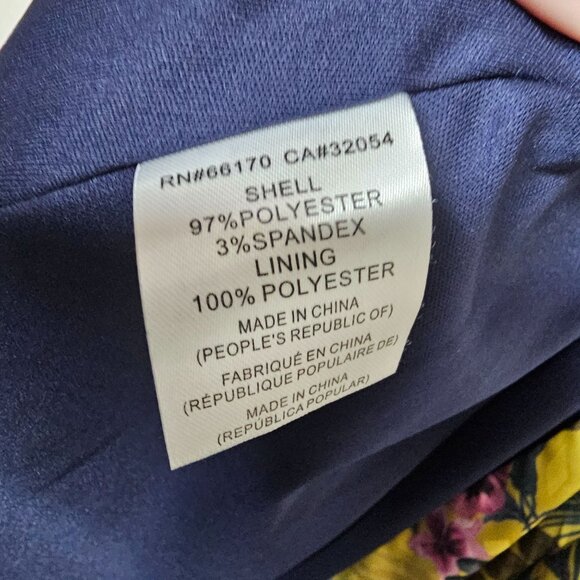 RN#66170 CA#32054
SHELL
97%POLYESTER
3%SPANDEX
LINING
100% POLYESTER
MADE IN CHINA
(PEOPLE'S REPUBLIC OF)
FABRIQUÉ EN CHINA
(RÉPUBLIQUE POPULAIRE DE)
MADE IN CHINA
(REPÚBLICA POPULAR)